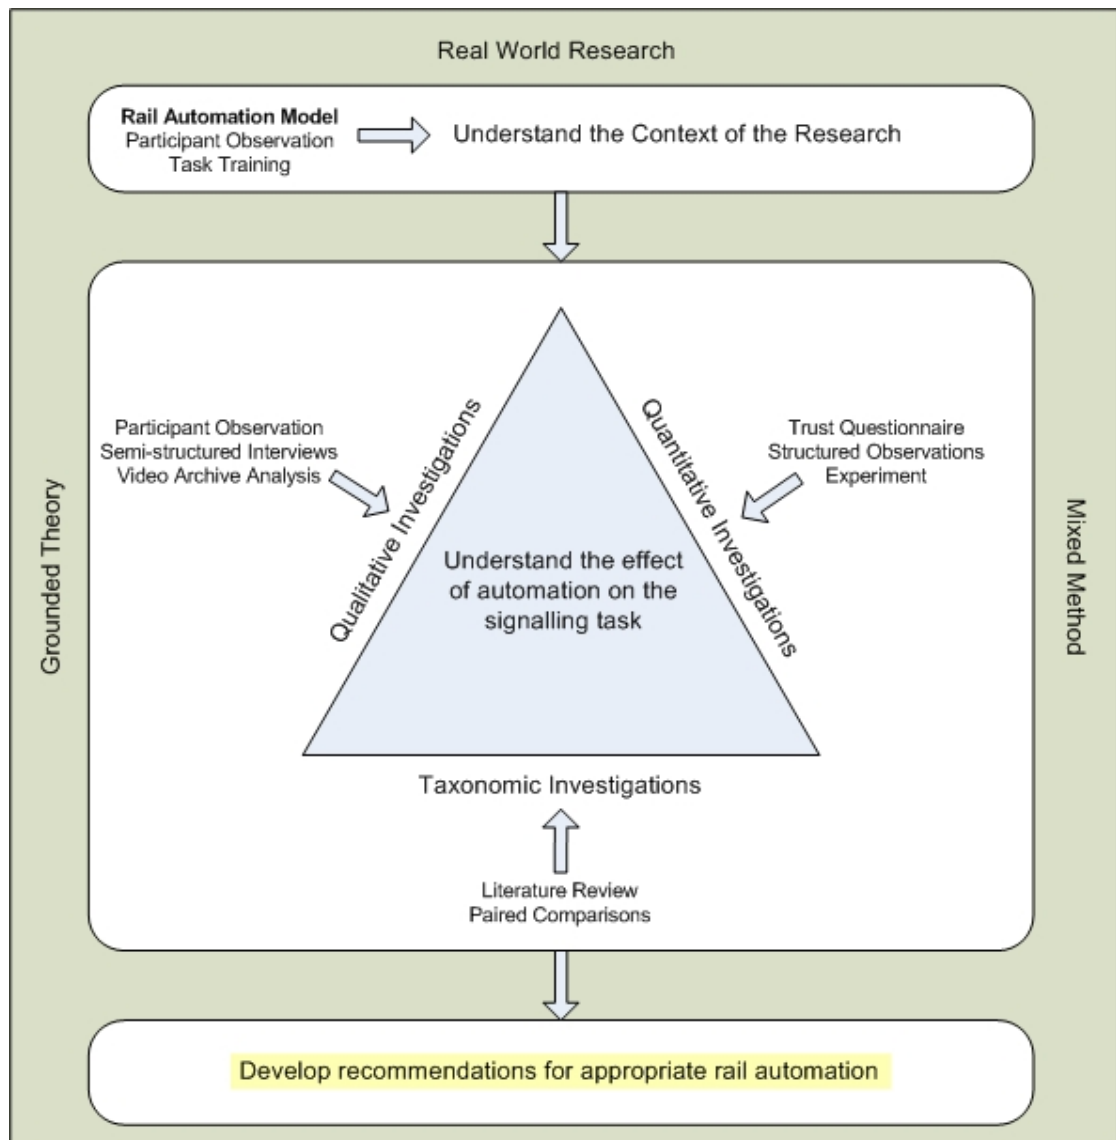 Real World Research
Rail Automation Model
Participant Observation
Task Training
Understand the Context of the Research
Participant Observation
Semi-structured Interviews
Video Archive Analysis
Qualitative Investigations
Quantitative Investigations
Trust Questionnaire
Structured Observations
Experiment
Grounded Theory
Mixed Method
Understand the effect
of automation on the
signalling task
Taxonomic Investigations
Literature Review
Paired Comparisons
Develop recommendations for appropriate rail automation